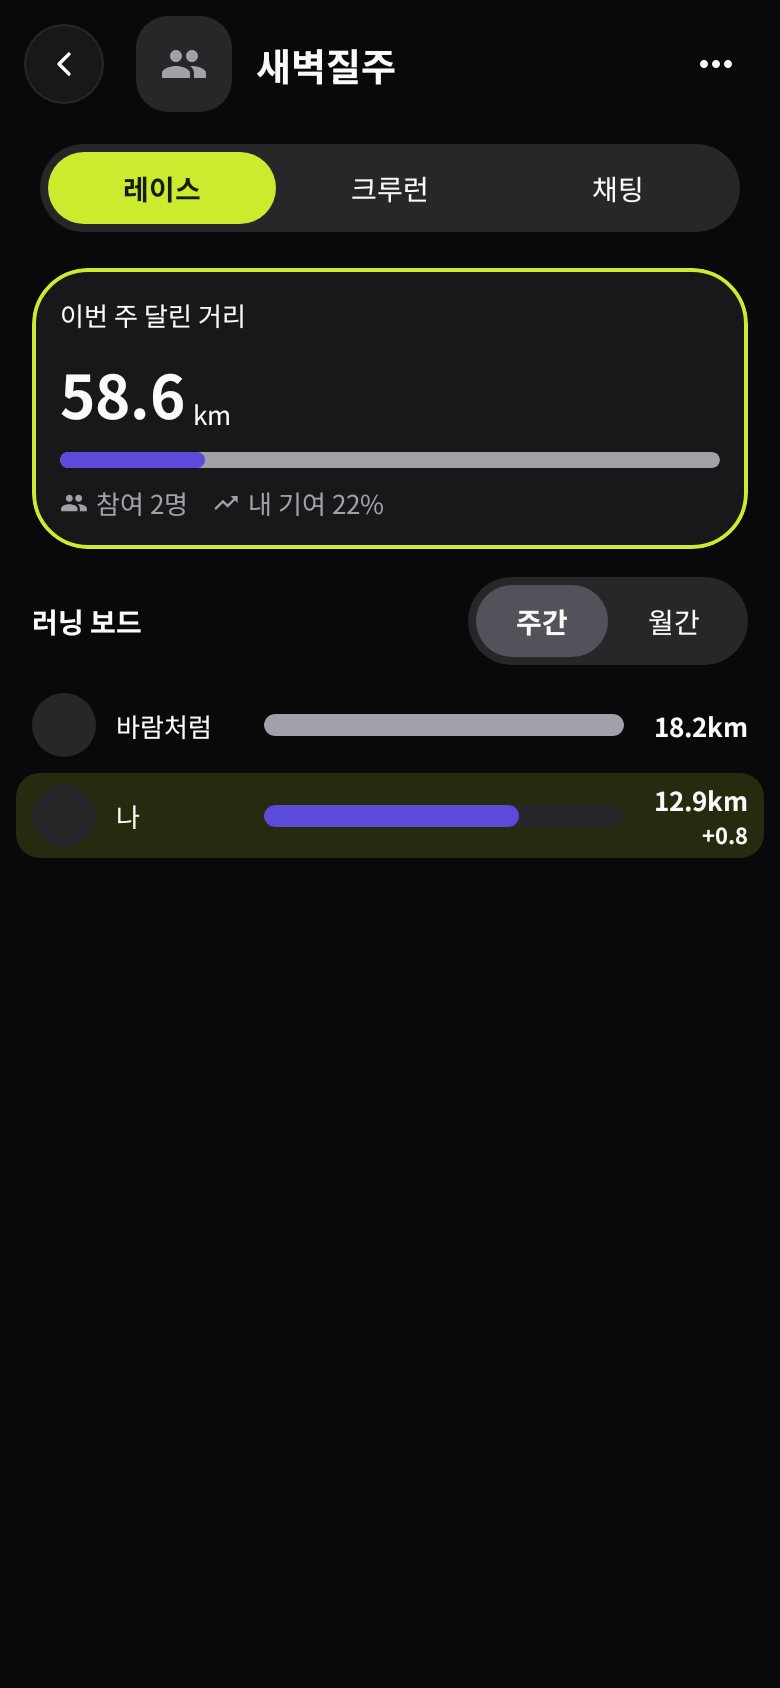 새벽질주
레이스 크루런 채팅
이번 주 달린 거리
58.6 km
참여 2명 내 기여 22%
러닝 보드 주간 월간
바람처럼 18.2km
나 12.9km
+0.8